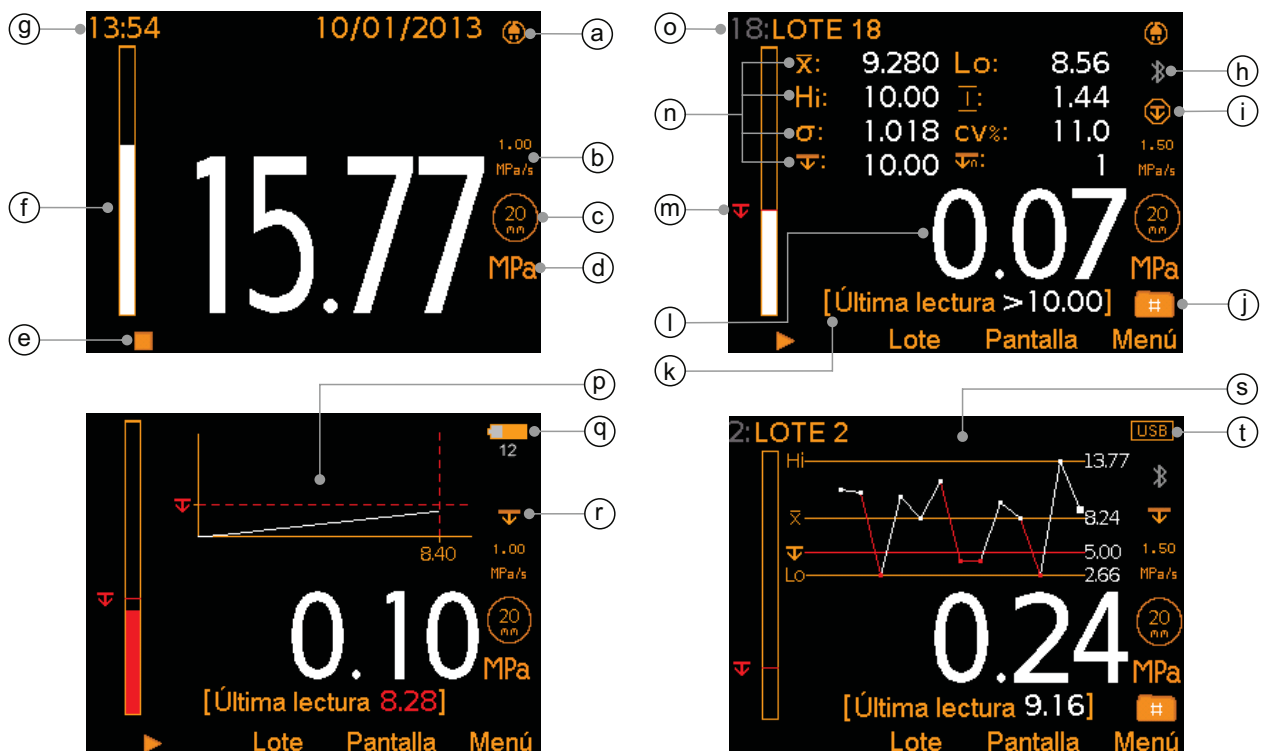 g 13:54 10/01/2013 a
1.00
MPa/s b
f 15.77
20
mm c
MPa d
e
o 18:LOTE 18
x̅: 9.280 Lo: 8.56 h
n Hi: 10.00 I: 1.44 i
σ: 1.018 cv%: 11.0 1.50
MPa/s
↧: 10.00 ↧n: 1
m 20
mm
l 0.07 MPa
[Última lectura >10.00] # j
k Lote Pantalla Menú
p
q
12
r
8.40 1.00
MPa/s
20
mm
0.10 MPa
[Última lectura 8.28]
Lote Pantalla Menú
s
2:LOTE 2 USB t
Hi 13.77
x̅ 8.24
5.00 1.50
Lo 2.66 MPa/s
20
mm
0.24 MPa
[Última lectura 9.16] #
Lote Pantalla Menú